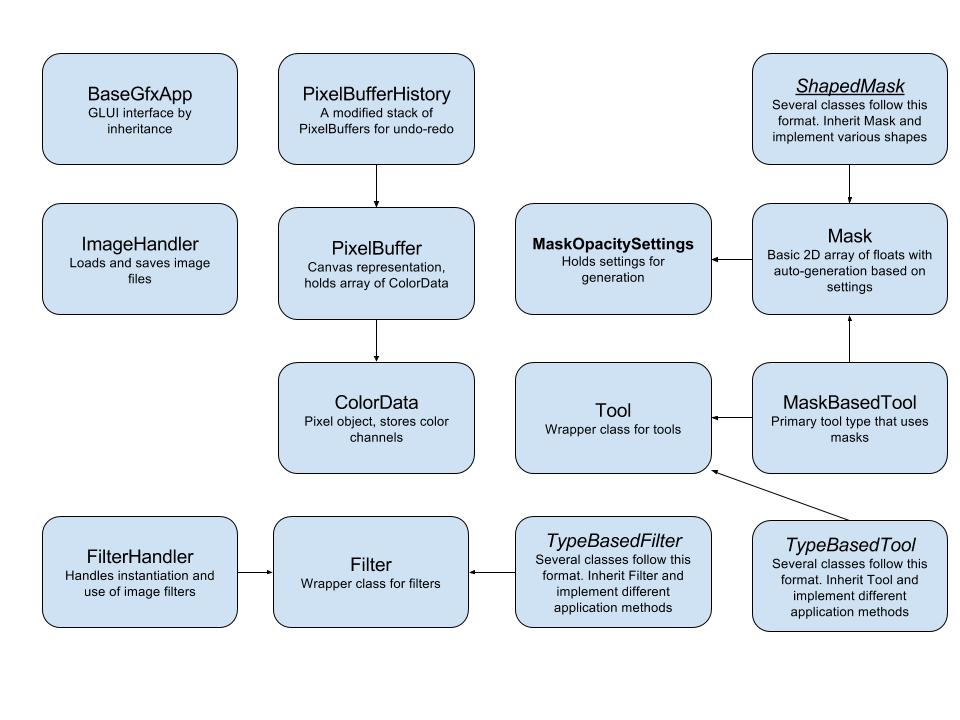 BaseGfxApp
GLUI interface by
inheritance
PixelBufferHistory
A modified stack of
PixelBuffers for undo-redo
ShapedMask
Several classes follow this
format. Inherit Mask and
implement various shapes
ImageHandler
Loads and saves image
files
PixelBuffer
Canvas representation,
holds array of ColorData
MaskOpacitySettings
Holds settings for
generation
Mask
Basic 2D array of floats with
auto-generation based on
settings
ColorData
Pixel object, stores color
channels
Tool
Wrapper class for tools
MaskBasedTool
Primary tool type that uses
masks
FilterHandler
Handles instantiation and
use of image filters
Filter
Wrapper class for filters
TypeBasedFilter
Several classes follow this
format. Inherit Filter and
implement different
application methods
TypeBasedTool
Several classes follow this
format. Inherit Tool and
implement different
application methods